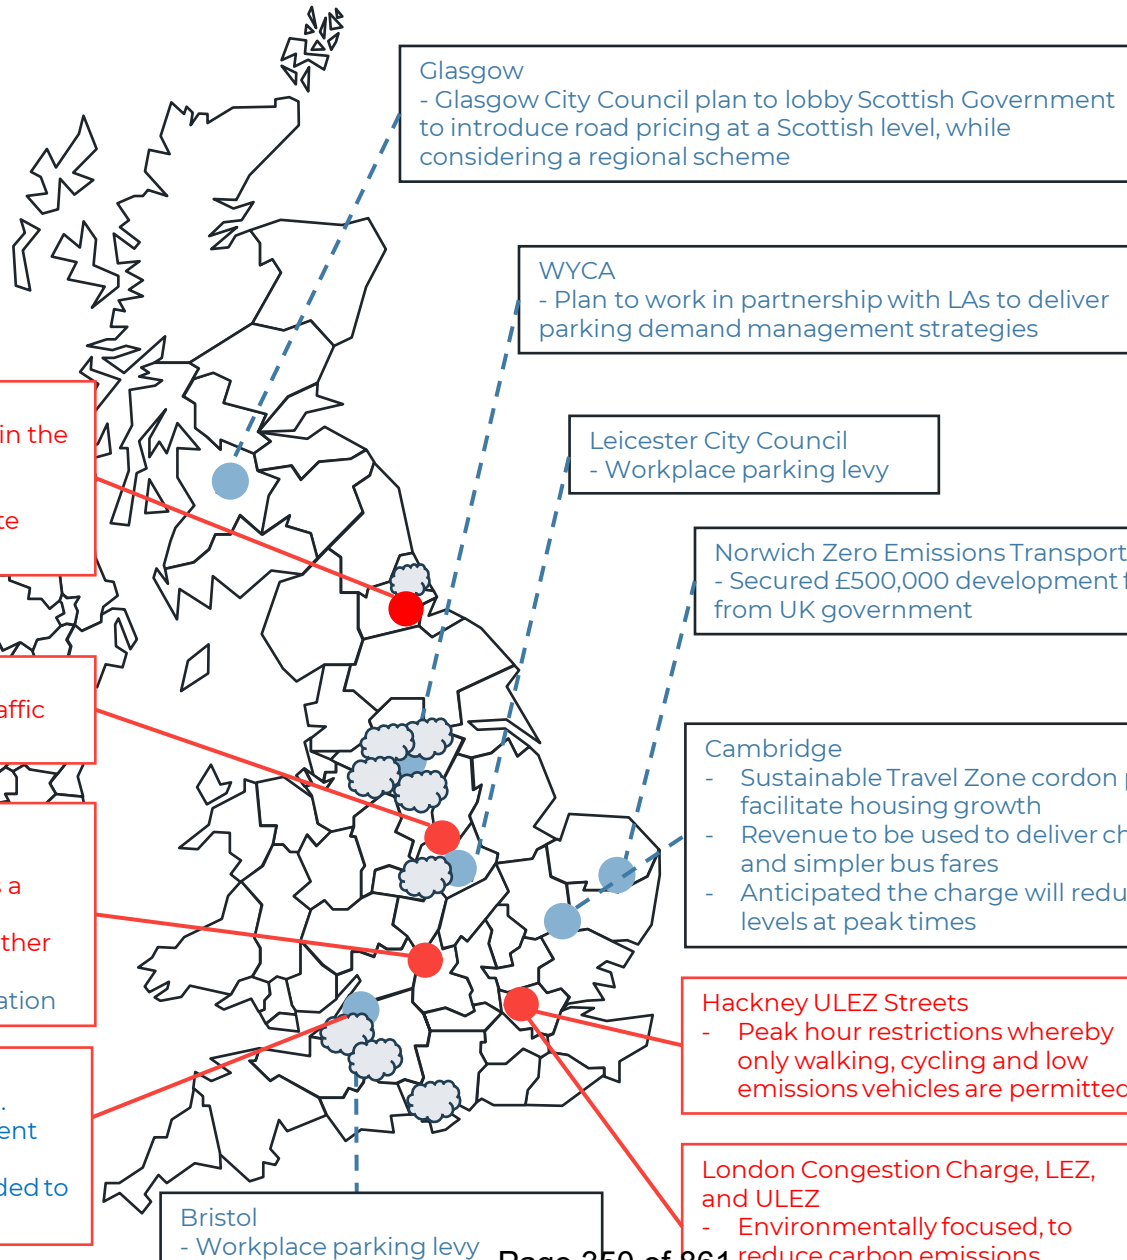 Glasgow
- Glasgow City Council plan to lobby Scottish Government
to introduce road pricing at a Scottish level, while
considering a regional scheme
WYCA
- Plan to work in partnership with LAs to deliver
parking demand management strategies
in the
te
Leicester City Council
- Workplace parking levy
Norwich Zero Emissions Transport
- Secured £500,000 development f
from UK government
affic
Cambridge
- Sustainable Travel Zone cordon p
facilitate housing growth
- Revenue to be used to deliver ch
and simpler bus fares
- Anticipated the charge will redu
levels at peak times
s a
ther
ation
Hackney ULEZ Streets
- Peak hour restrictions whereby
only walking, cycling and low
emissions vehicles are permitted
.
ent
ded to
London Congestion Charge, LEZ,
and ULEZ
- Environmentally focused, to
reduce carbon emissions
Bristol
- Workplace parking levy
Page 350 of 861